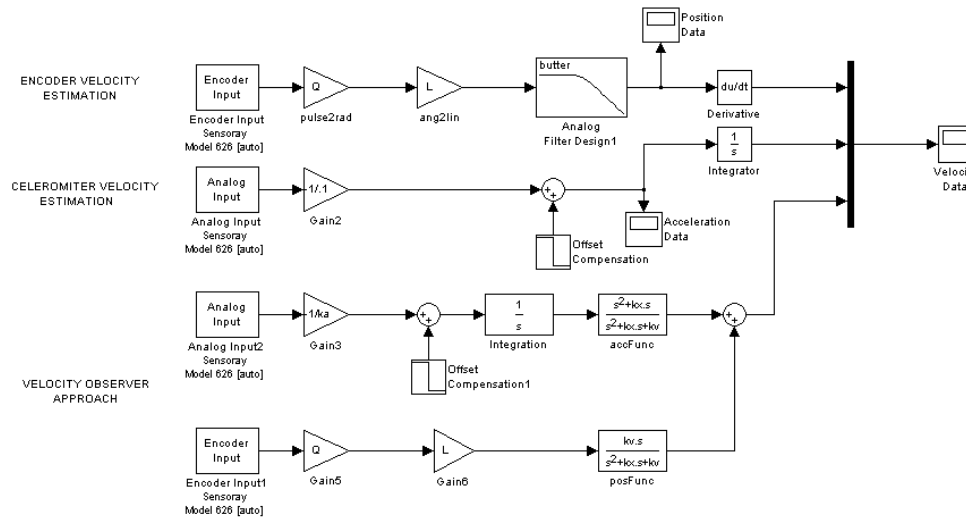 Position
Data
ENCODER VELOCITY
ESTIMATION
Encoder
Input
Encoder Input
Sensoray
Model 626 [auto]
Q
pulse2rad
L
ang2lin
butter
Analog
Filter Design1
du/dt
Derivative
1
s
Integrator
CELEROMITER VELOCITY
ESTIMATION
Analog
Input
Analog Input
Sensoray
Model 626 [auto]
1/.1
Gain2
+
+
Offset
Compensation
Acceleration
Data
VELOCITY OBSERVER
APPROACH
Analog
Input
Analog Input2
Sensoray
Model 626 [auto]
1/ka
Gain3
+
+
Offset
Compensation1
1
s
Integration
s²+kx.s
s²+kx.s+kv
accFunc
+
+
Encoder
Input
Encoder Input1
Sensoray
Model 626 [auto]
Q
Gain5
L
Gain6
kv.s
s²+kx.s+kv
posFunc
Data